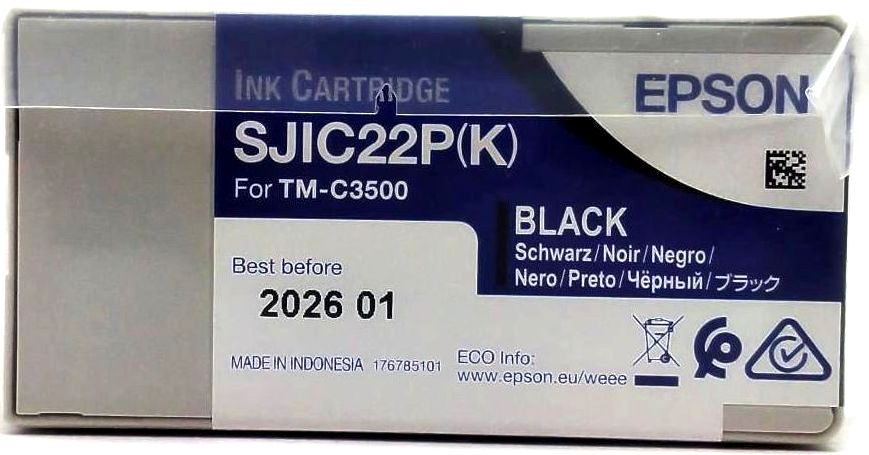 INK CARTRIDGE
EPSON
SJIC22P(K)
For TM-C3500
BLACK
Schwarz/Noir/Negro/
Nero/Preto/Чёрный/ブラック
Best before
2026 01
MADE IN INDONESIA 176785101
ECO Info:
www.epson.eu/weee